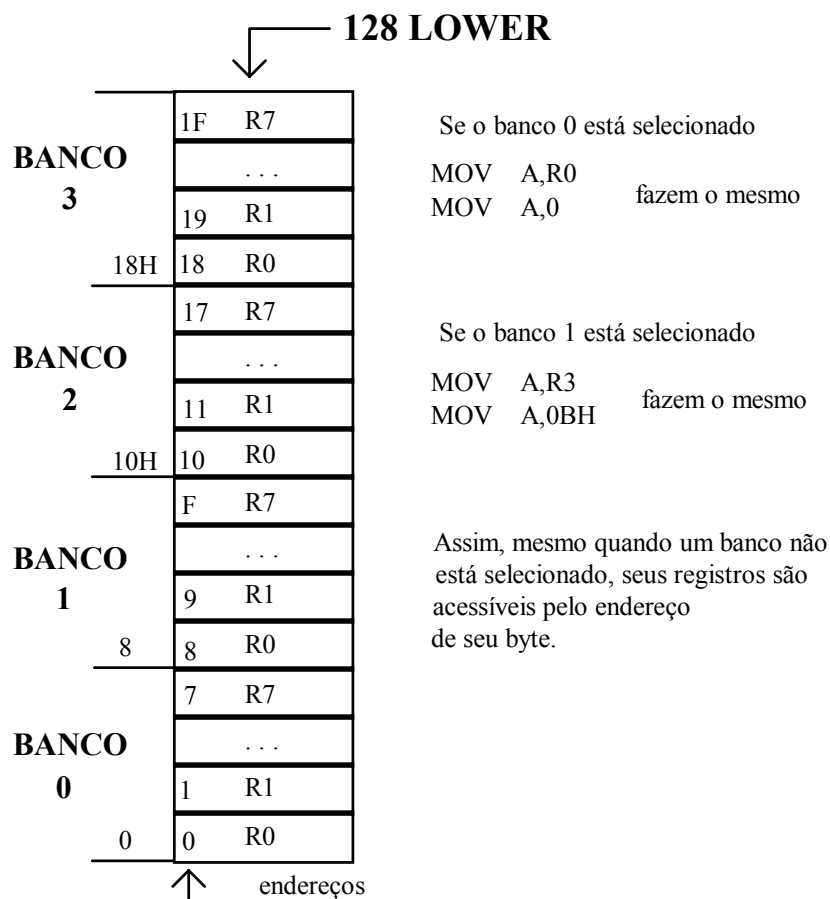 128 LOWER
1F R7
BANCO
3
. . .
19 R1
18H 18 R0
17 R7
BANCO
2
. . .
11 R1
10H 10 R0
F R7
BANCO
1
. . .
9 R1
8 8 R0
7 R7
BANCO
0
. . .
1 R1
0 0 R0
endereços
Se o banco 0 está selecionado
MOV A,R0
MOV A,0
fazem o mesmo
Se o banco 1 está selecionado
MOV A,R3
MOV A,0BH
fazem o mesmo
Assim, mesmo quando um banco não
está selecionado, seus registros são
acessíveis pelo endereço
de seu byte.